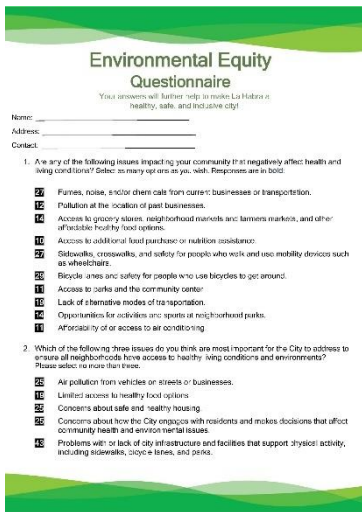 Environmental Equity
Questionnaire
Your answers will further help to make La Habra a
healthy, safe, and inclusive city!
Name:
Address:
Contact:
1. Are any of the following issues impacting your community that negatively affect health and
living conditions? Select as many options as you wish. Responses are in bold.
27 Fumes, noise, and/or chemicals from current businesses or transportation.
12 Pollution at the location of past businesses.
14 Access to grocery stores, neighborhood markets and farmers markets, and other
affordable healthy food options.
10 Access to additional food purchase or nutrition assistance.
27 Sidewalks, crosswalks, and safety for people who walk and use mobility devices such
as wheelchairs.
29 Bicycle lanes and safety for people who use bicycles to get around.
11 Access to parks and the community center
18 Lack of alternative modes of transportation.
14 Opportunities for activities and sports at neighborhood parks.
11 Affordability of or access to air conditioning.
2. Which of the following three issues do you think are most important for the City to address to
ensure all neighborhoods have access to healthy living conditions and environments?
Please select no more than three.
25 Air pollution from vehicles on streets or businesses.
18 Limited access to healthy food options
25 Concerns about safe and healthy housing.
25 Concerns about how the City engages with residents and makes decisions that affect
community health and environmental issues.
43 Problems with or lack of city infrastructure and facilities that support physical activity,
including sidewalks, bicycle lanes, and parks.